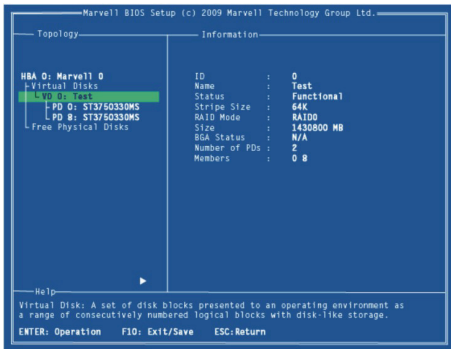 Marvell BIOS Setup (c) 2009 Marvell Technology Group Ltd.
Topology
Information
HBA 0: Marvell 0
Virtual Disks
VD 0: Test
PD 0: ST3750330MS
PD 8: ST3750330MS
Free Physical Disks
ID : 0
Name : Test
Status : Functional
Stripe Size : 64K
RAID Mode : RAID0
Size : 1430800 MB
BGA Status : N/A
Number of PDs : 2
Members : 0 8
Help
Virtual Disk: A set of disk blocks presented to an operating environment as
a range of consecutively numbered logical blocks with disk-like storage.
ENTER: Operation F10: Exit/Save ESC:Return